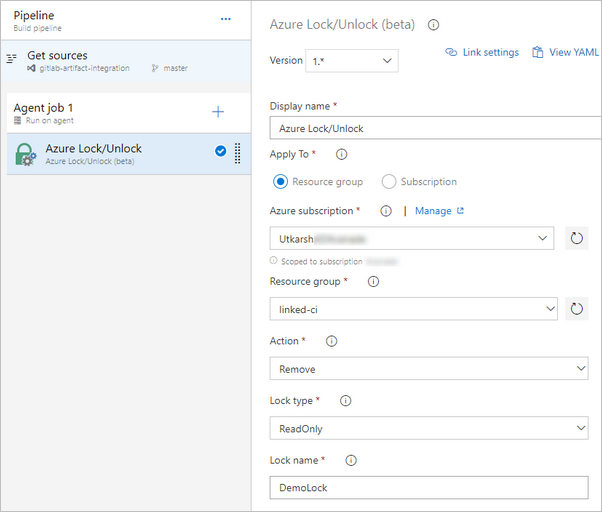 Pipeline
Build pipeline
Get sources
gitlab-artifact-integration
master
Agent job 1
Run on agent
Azure Lock/Unlock
Azure Lock/Unlock (beta)
Azure Lock/Unlock (beta)
Version 1.*
Link settings
View YAML
Display name *
Azure Lock/Unlock
Apply To *
Resource group
Subscription
Azure subscription * | Manage
Utkarsh
Scoped to subscription
Resource group *
linked-ci
Action *
Remove
Lock type *
ReadOnly
Lock name *
DemoLock